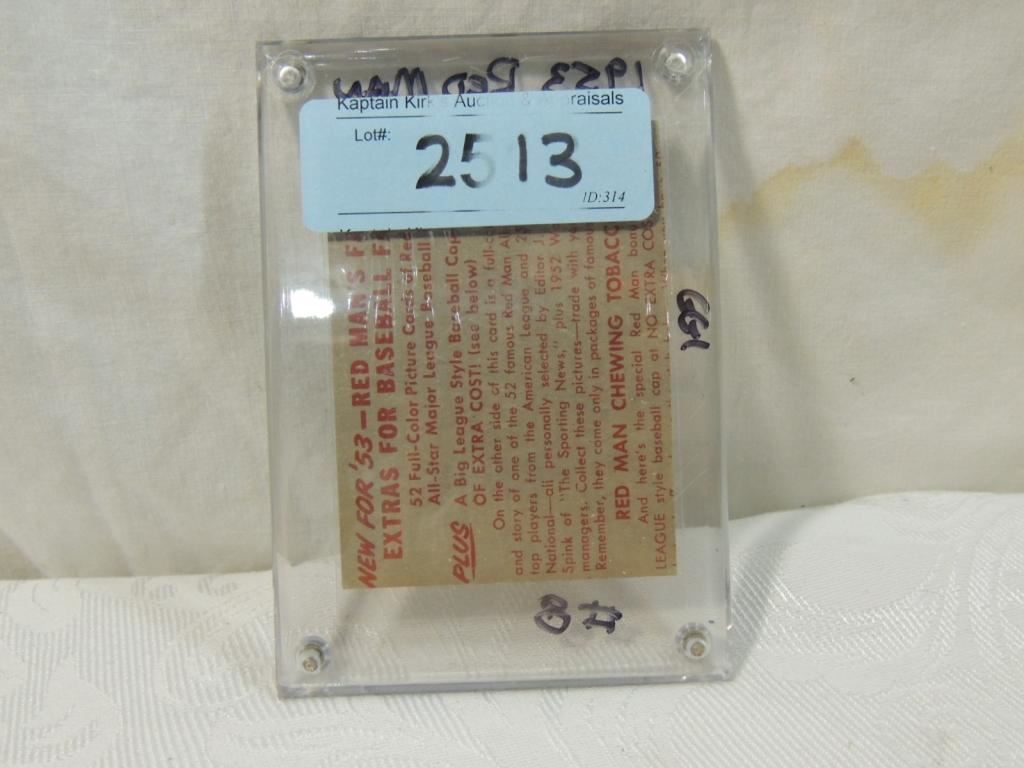 1953 RED MAN
Kaptain Kirk's Auction & Appraisals
Lot#:
2513
ID:314
NEW FOR '53—RED MAN'S
EXTRAS FOR BASEBALL
52 Full-Color Picture Cards of Red
All-Star Major League Baseball
PLUS A Big League Style Baseball Cap
OF EXTRA COST! (see below)
On the other side of this card is a full-
and story of one of the 52 famous Red Man
top players from the American League and 2
National—all personally selected by Editor J.
Spink of "The Sporting News," plus 1952
managers. Collect these pictures—trade with
Remember, they come only in packages of famous
RED MAN CHEWING TOBACCO
And here's the special Red Man bonus
LEAGUE style baseball cap at NO EXTRA COST